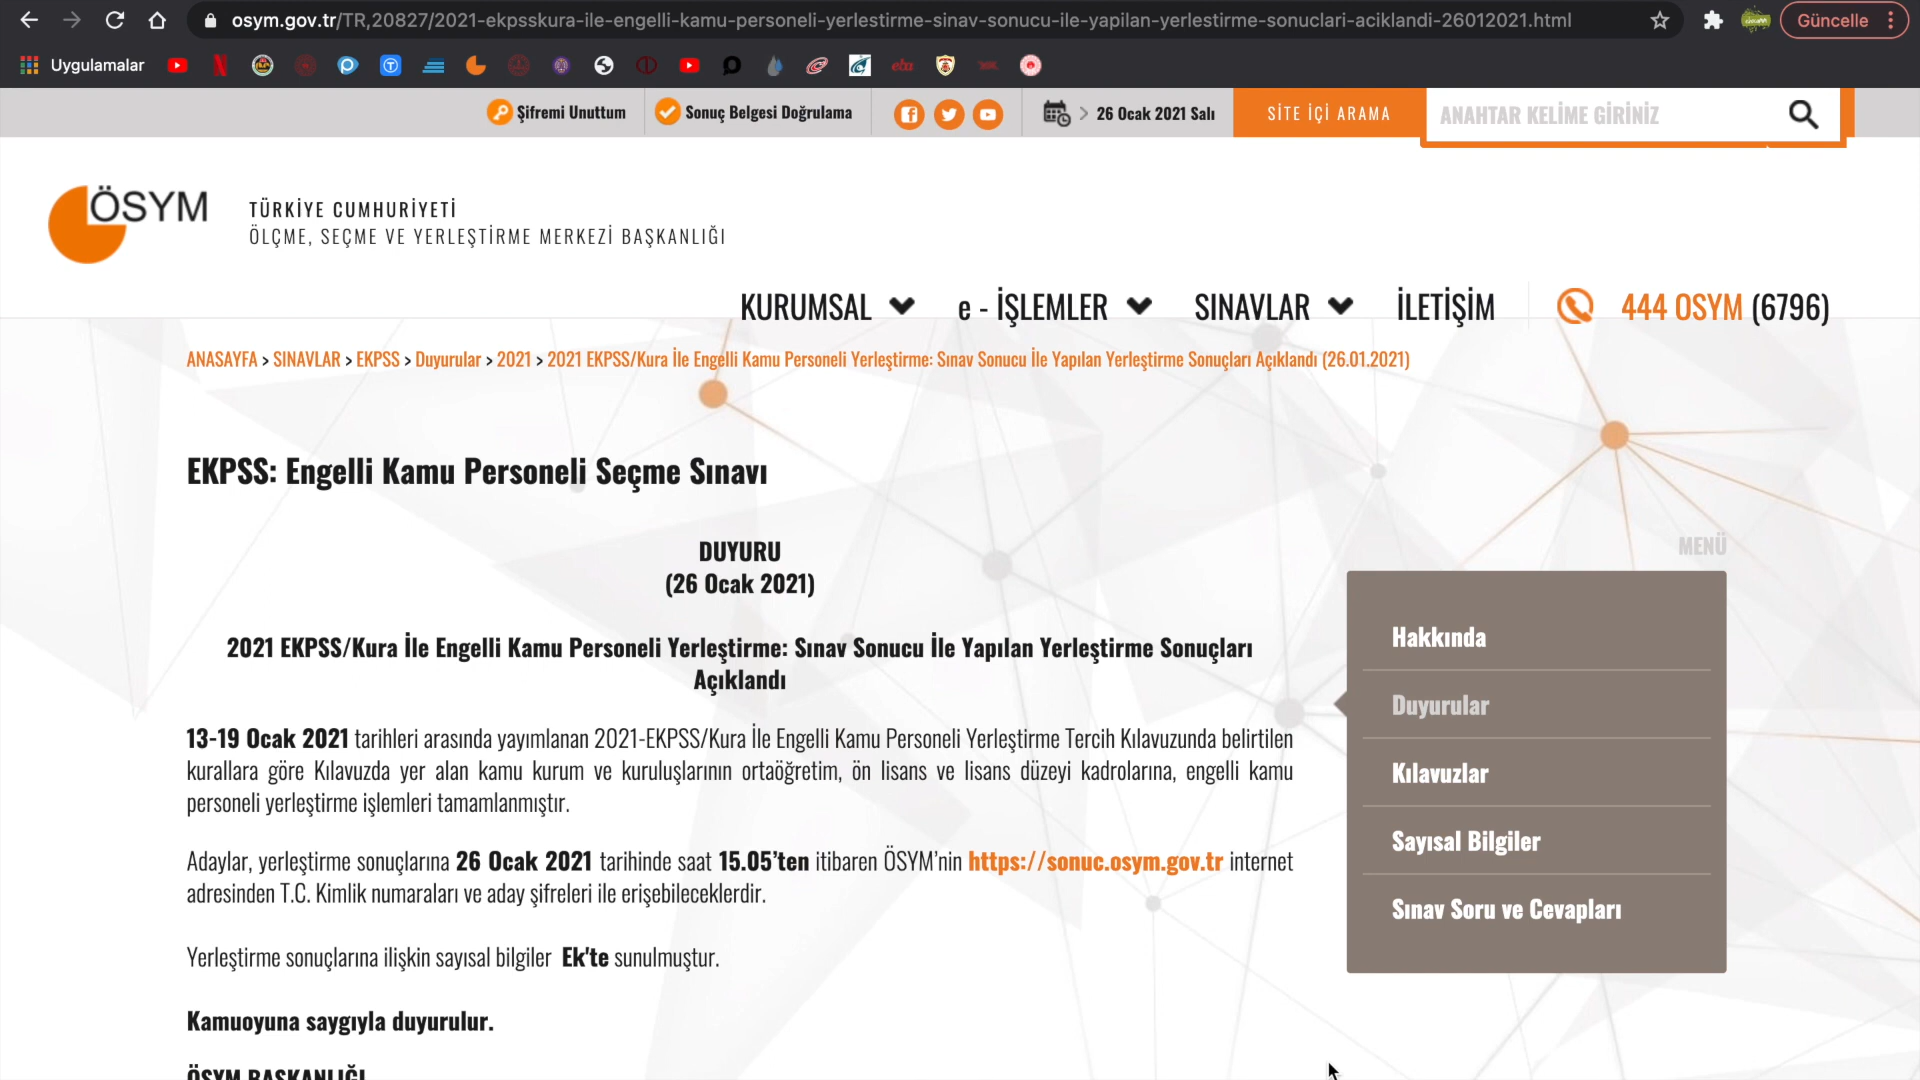 osym.gov.tr/TR,20827/2021-ekpsskura-ile-engelli-kamu-personeli-yerlestirme-sinav-sonucu-ile-yapilan-yerlestirme-sonuclari-aciklandi-26012021.html
Güncelle
Uygulamalar
Şifremi Unuttum
Sonuç Belgesi Doğrulama
26 Ocak 2021 Salı
SİTE İÇİ ARAMA
ANAHTAR KELİME GİRİNİZ
ÖSYM
TÜRKİYE CUMHURİYETİ
ÖLÇME, SEÇME VE YERLEŞTİRME MERKEZİ BAŞKANLIĞI
KURUMSAL
e - İŞLEMLER
SINAVLAR
İLETİŞİM
444 OSYM (6796)
ANASAYFA > SINAVLAR > EKPSS > Duyurular > 2021 > 2021 EKPSS/Kura İle Engelli Kamu Personeli Yerleştirme: Sınav Sonucu İle Yapılan Yerleştirme Sonuçları Açıklandı (26.01.2021)
EKPSS: Engelli Kamu Personeli Seçme Sınavı
DUYURU
(26 Ocak 2021)
2021 EKPSS/Kura İle Engelli Kamu Personeli Yerleştirme: Sınav Sonucu İle Yapılan Yerleştirme Sonuçları
Açıklandı
13-19 Ocak 2021 tarihleri arasında yayımlanan 2021-EKPSS/Kura İle Engelli Kamu Personeli Yerleştirme Tercih Kılavuzunda belirtilen
kurallara göre Kılavuzda yer alan kamu kurum ve kuruluşlarının ortaöğretim, ön lisans ve lisans düzeyi kadrolarına, engelli kamu
personeli yerleştirme işlemleri tamamlanmıştır.
Adaylar, yerleştirme sonuçlarına 26 Ocak 2021 tarihinde saat 15.05’ten itibaren ÖSYM’nin https://sonuc.osym.gov.tr internet
adresinden T.C. Kimlik numaraları ve aday şifreleri ile erişebileceklerdir.
Yerleştirme sonuçlarına ilişkin sayısal bilgiler Ek'te sunulmuştur.
Kamuoyuna saygıyla duyurulur.
ÖSYM BAŞKANLIĞI
MENÜ
Hakkında
Duyurular
Kılavuzlar
Sayısal Bilgiler
Sınav Soru ve Cevapları